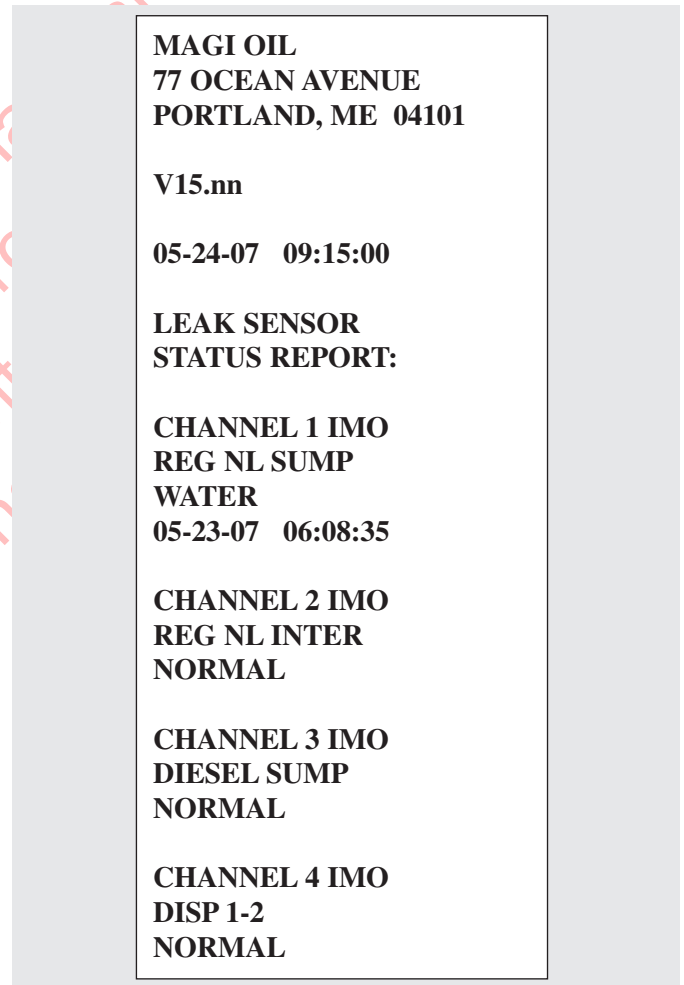 MAGI OIL
77 OCEAN AVENUE
PORTLAND, ME 04101
V15.nn
05-24-07 09:15:00
LEAK SENSOR
STATUS REPORT:
CHANNEL 1 IMO
REG NL SUMP
WATER
05-23-07 06:08:35
CHANNEL 2 IMO
REG NL INTER
NORMAL
CHANNEL 3 IMO
DIESEL SUMP
NORMAL
CHANNEL 4 IMO
DISP 1-2
NORMAL